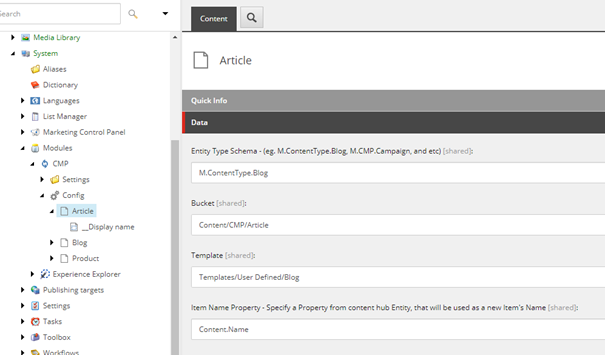 Search
Media Library
System
Aliases
Dictionary
Languages
List Manager
Marketing Control Panel
Modules
CMP
Settings
Config
Article
__Display name
Blog
Product
Experience Explorer
Publishing targets
Settings
Tasks
Toolbox
Workflows
Content
Article
Quick Info
Data
Entity Type Schema - (eg. M.ContentType.Blog, M.CMP.Campaign, and etc) [shared]:
M.ContentType.Blog
Bucket [shared]:
Content/CMP/Article
Template [shared]:
Templates/User Defined/Blog
Item Name Property - Specify a Property from content hub Entity, that will be used as a new Item's Name [shared]:
Content.Name